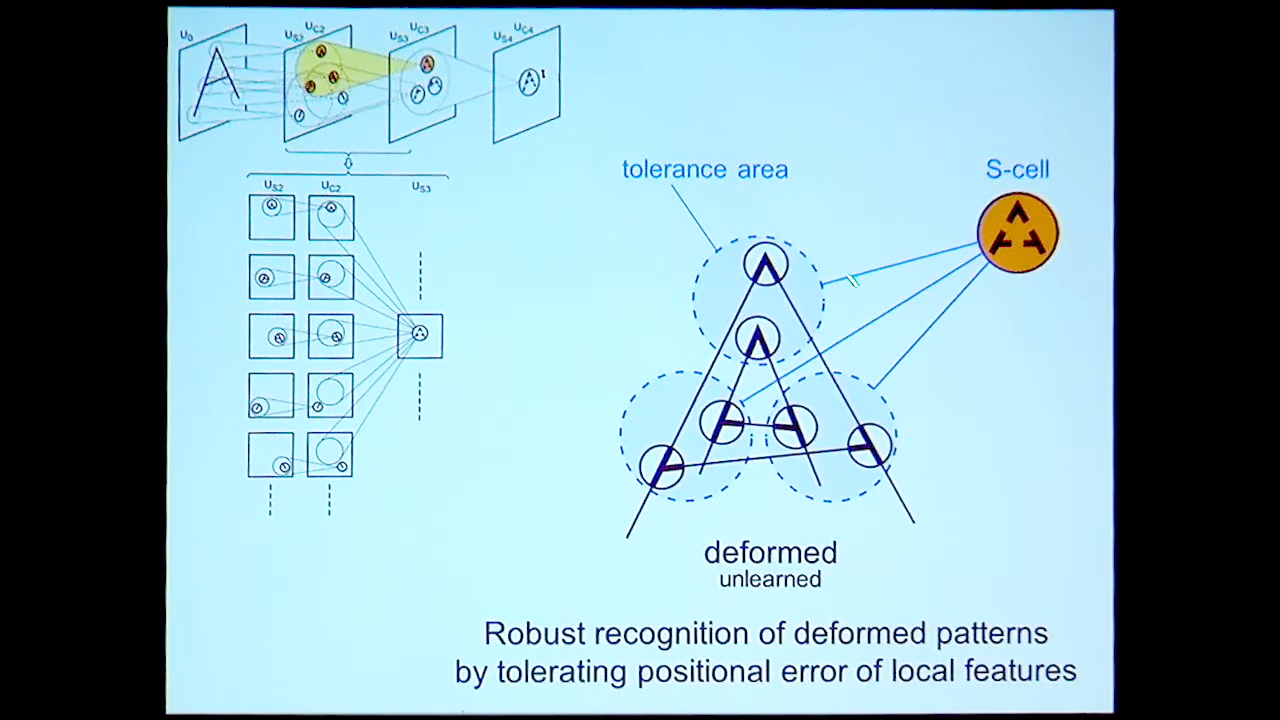 U0
US2
UC2
US3
UC3
US4
UC4
1
US2
UC2
US3
tolerance area
S-cell
deformed
unlearned
Robust recognition of deformed patterns
by tolerating positional error of local features